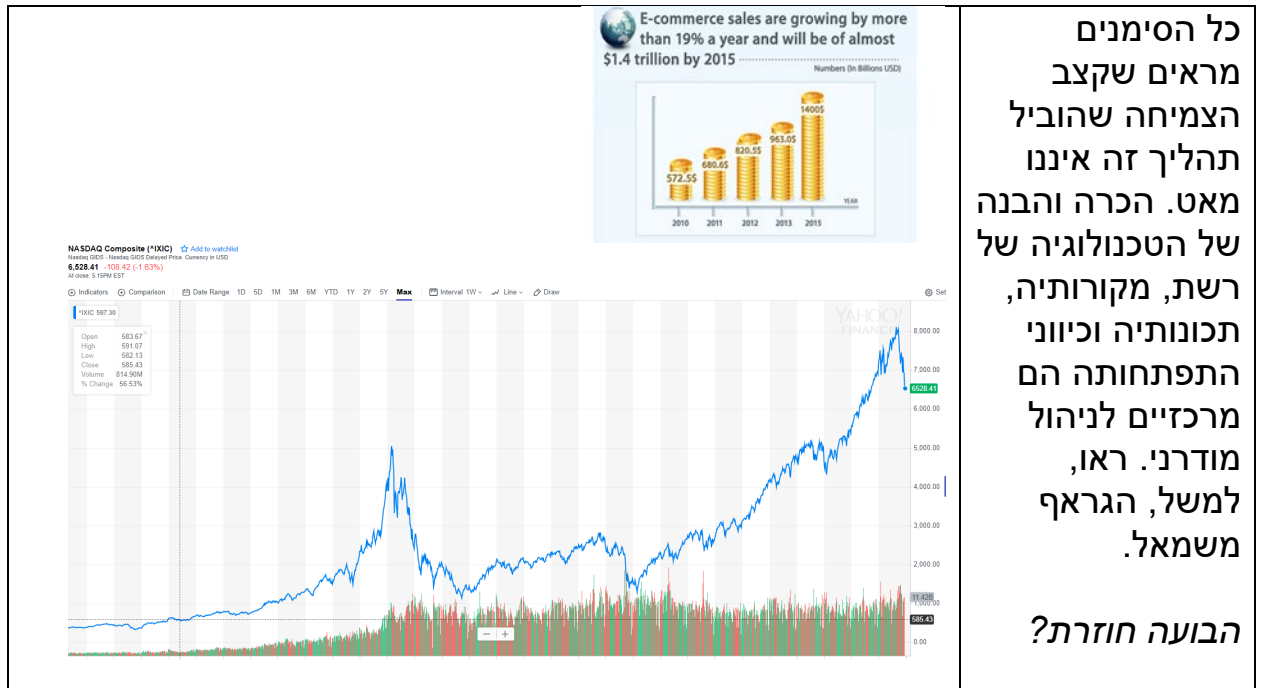 כל הסימנים
מראים שקצב
הצמיחה שהוביל
תהליך זה איננו
מאט. הכרה והבנה
של הטכנולוגיה של
רשת, מקורותיה,
תכונותיה וכיווני
התפתחותה הם
מרכזיים לניהול
מודרני. ראו,
למשל, הגראף
משמאל.
הבועה חוזרת?
E-commerce sales are growing by more
than 19% a year and will be of almost
$1.4 trillion by 2015
Numbers (In Billions USD)
1400$
963.0$
820.5$
680.6$
572.5$
YEAR
2010 2011 2012 2013 2015
NASDAQ Composite (^IXIC) Add to watchlist
Nasdaq GIDS - Nasdaq GIDS Delayed Price. Currency in USD
6,528.41 -108.42 (-1.63%)
At close: 5:15PM EST
Indicators Comparison Date Range 1D 5D 1M 3M 6M YTD 1Y 2Y 5Y Max Interval 1W Line Draw Set
^IXIC 597.30
YAHOO!
FINANCE
Open 583.67
High 591.07
Low 582.13
Close 585.43
Volume 814.90M
% Change 56.53%
8,000.00
7,000.00
6528.41
6,000.00
5,000.00
4,000.00
3,000.00
2,000.00
11.42B
1,000.00
585.43
0.00